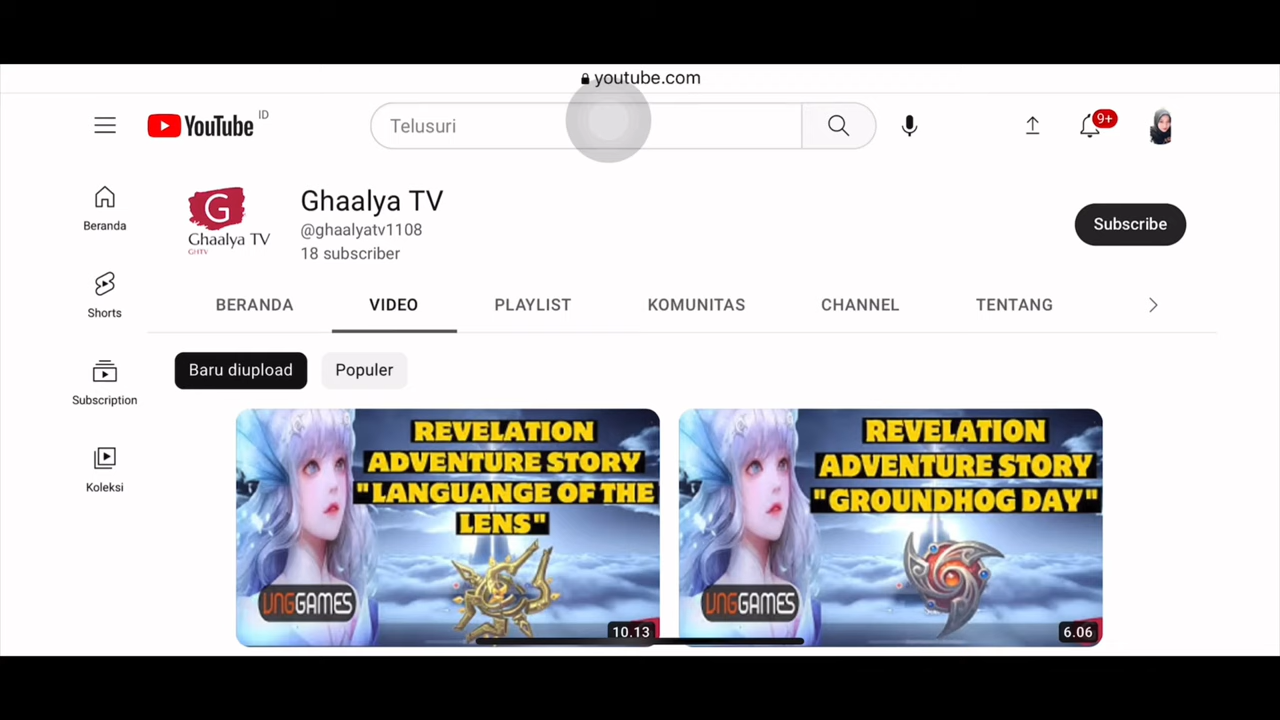 youtube.com
YouTube ID
Telusuri
9+
Ghaalya TV
@ghaalyatv1108
18 subscriber
Subscribe
G
Ghaalya TV
GHTV
Beranda
Shorts
Subscription
Koleksi
BERANDA VIDEO PLAYLIST KOMUNITAS CHANNEL TENTANG
Baru diupload Populer
REVELATION
ADVENTURE STORY
"LANGUANGE OF THE
LENS"
VNGGAMES
10.13
REVELATION
ADVENTURE STORY
"GROUNDHOG DAY"
VNGGAMES
6.06